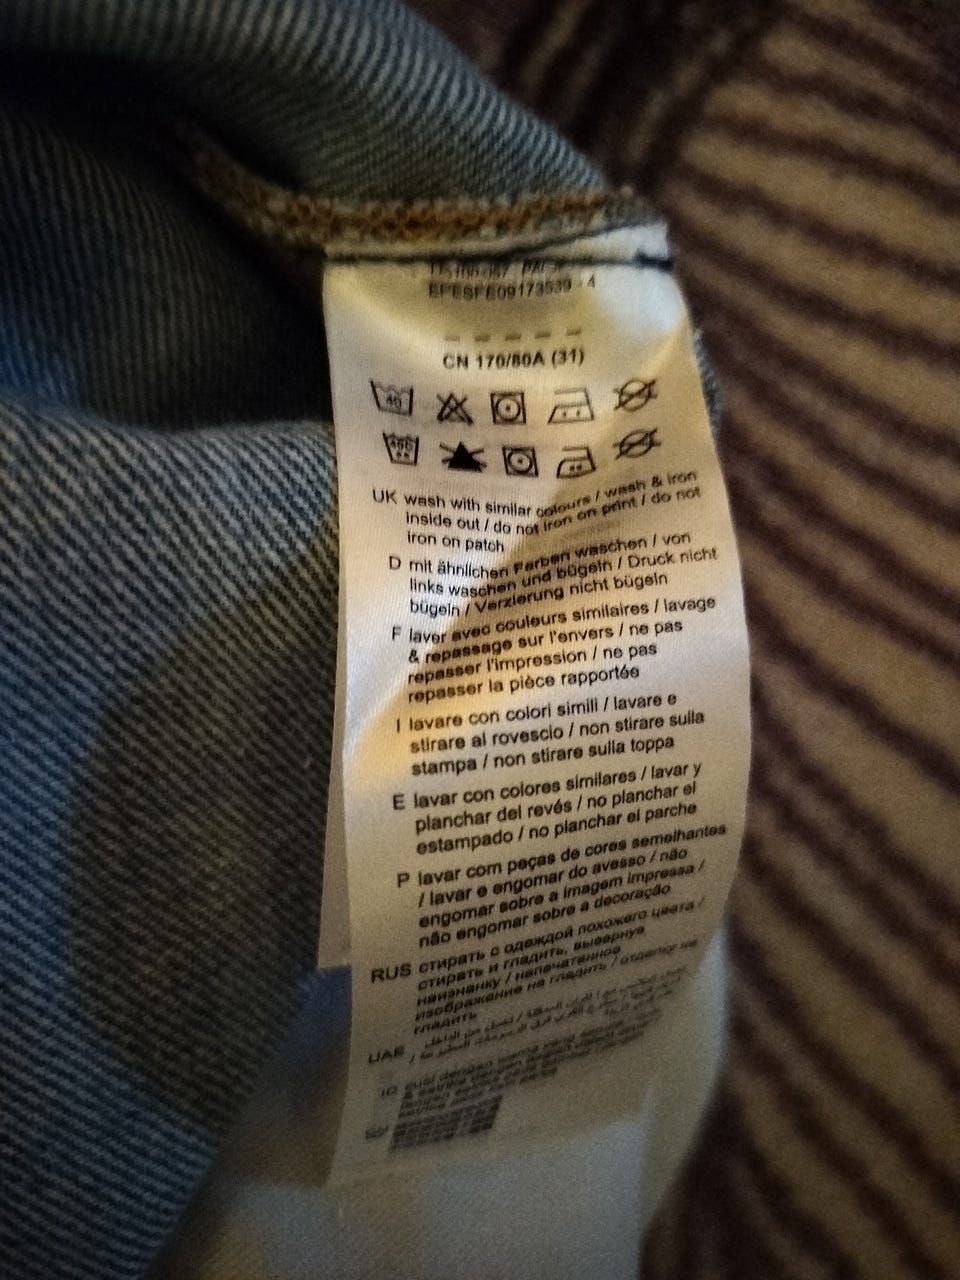 EPESFE09173539 - 4
CN 170/80A (31)
40
40C
UK wash with similar colours / wash & iron
inside out / do not iron on print / do not
iron on patch
D mit ähnlichen Farben waschen / von
links waschen und bügeln / Druck nicht
bügeln / Verzierung nicht bügeln
F laver avec couleurs similaires / lavage
& repassage sur l'envers / ne pas
repasser l'impression / ne pas
repasser la pièce rapportée
I lavare con colori simili / lavare e
stirare al rovescio / non stirare sulla
stampa / non stirare sulla toppa
E lavar con colores similares / lavar y
planchar del revés / no planchar el
estampado / no planchar el parche
P lavar com peças de cores semelhantes
/ lavar e engomar do avesso / não
engomar sobre a imagem impressa /
não engomar sobre a decoração
RUS стирать с одеждой похожего цвета /
стирать и гладить, вывернув
наизнанку / напечатанное
изображение не гладить / отделку не
гладить
UAE